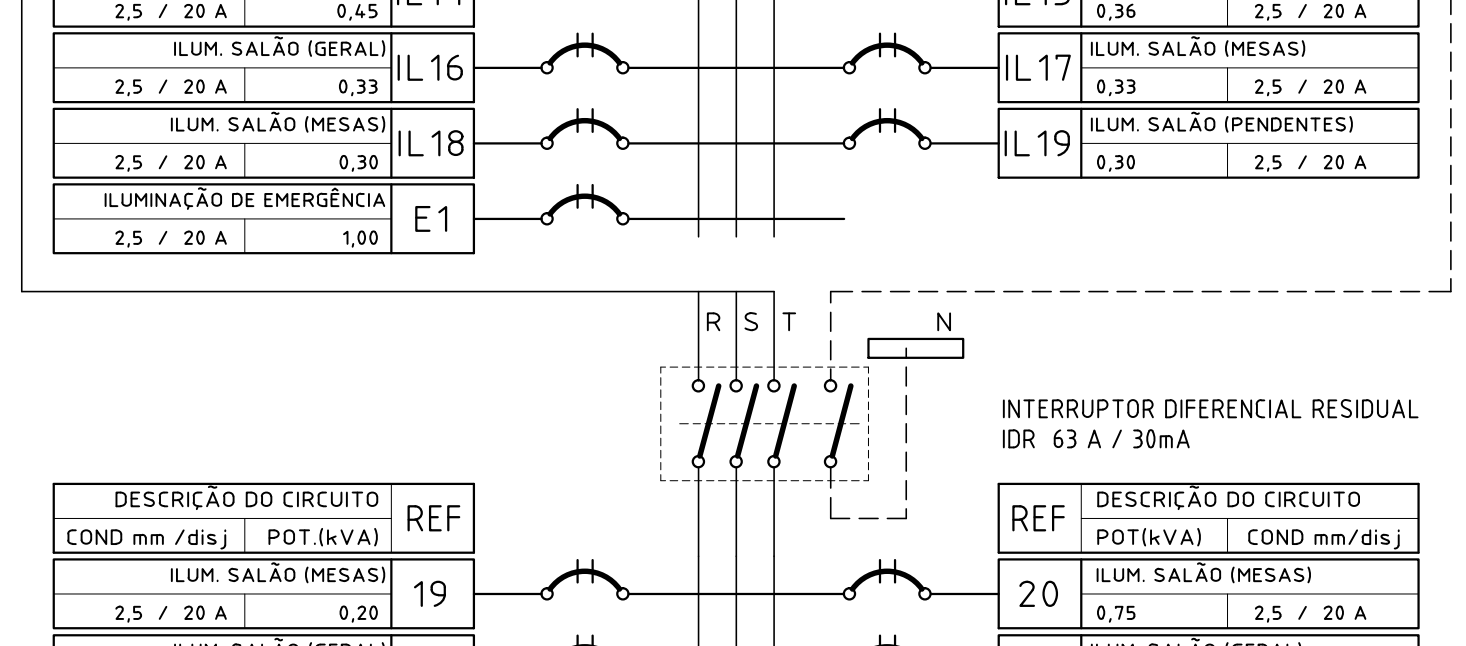 2,5 / 20 A 0,45
0,36 2,5 / 20 A
ILUM. SALÃO (GERAL)
IL16
2,5 / 20 A 0,33
IL17
ILUM. SALÃO (MESAS)
0,33 2,5 / 20 A
ILUM. SALÃO (MESAS)
IL18
2,5 / 20 A 0,30
IL19
ILUM. SALÃO (PENDENTES)
0,30 2,5 / 20 A
ILUMINAÇÃO DE EMERGÊNCIA
E1
2,5 / 20 A 1,00
R S T N
INTERRUPTOR DIFERENCIAL RESIDUAL
IDR 63 A / 30mA
DESCRIÇÃO DO CIRCUITO
REF
COND mm /disj POT.(kVA)
REF
DESCRIÇÃO DO CIRCUITO
POT(kVA) COND mm/disj
ILUM. SALÃO (MESAS)
19
2,5 / 20 A 0,20
20
ILUM. SALÃO (MESAS)
0,75 2,5 / 20 A